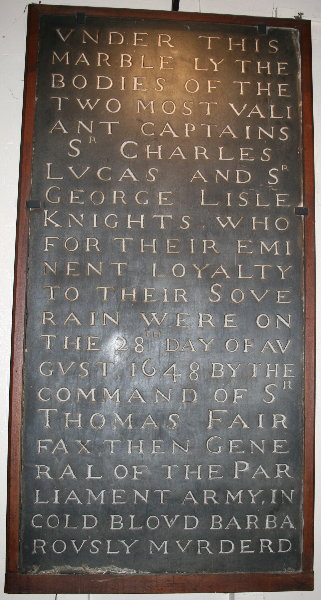 VNDER THIS
MARBLE LY THE
BODIES OF THE
TWO MOST VALI
ANT CAPTAINS
Sᴿ CHARLES
LVCAS AND Sᴿ
GEORGE LISLE
KNIGHTS, WHO
FOR THEIR EMI
NENT LOYALTY
TO THEIR SOVE
RAIN WERE ON
THE 28ᵀᴴ DAY OF AV
GVST, 1648 BY THE
COMMAND OF Sᴿ
THOMAS FAIR
FAX, THEN GENE
RAL OF THE PAR
LIAMENT ARMY, IN
COLD BLOVD BARBA
ROVSLY MVRDERD